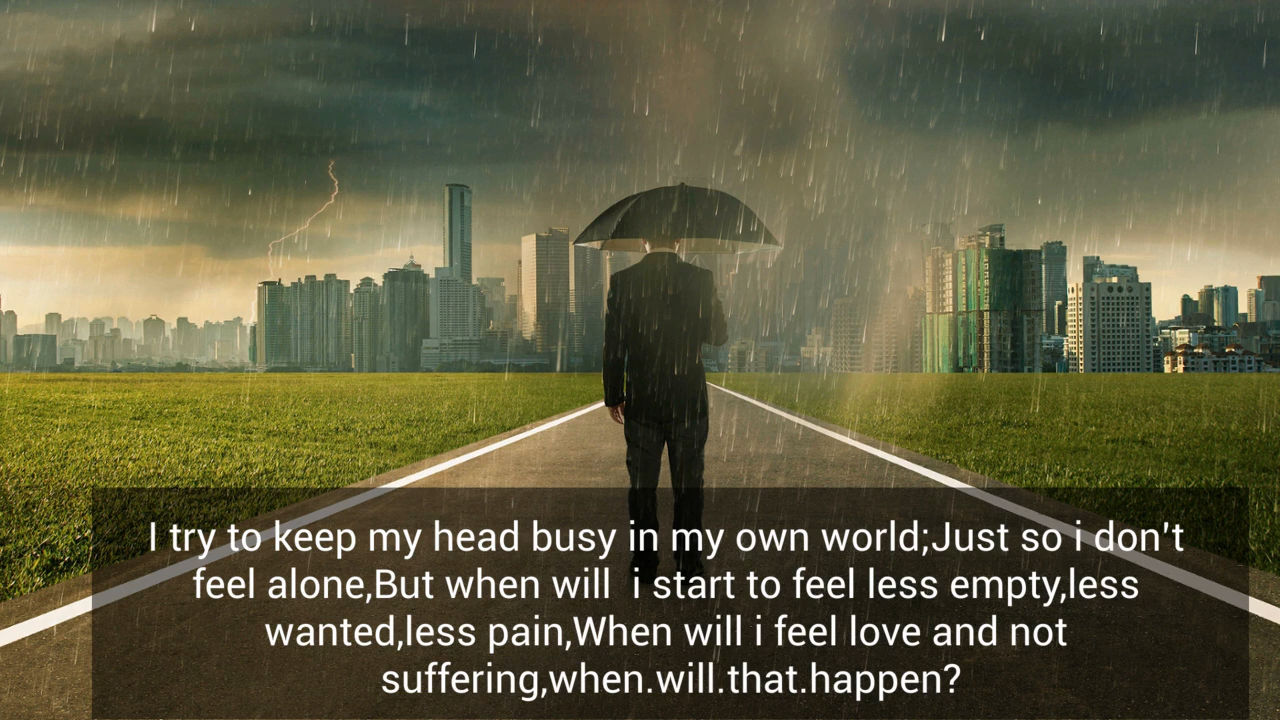 I try to keep my head busy in my own world;Just so i don't
feel alone,But when will  i start to feel less empty,less
wanted,less pain,When will i feel love and not
suffering,when.will.that.happen?